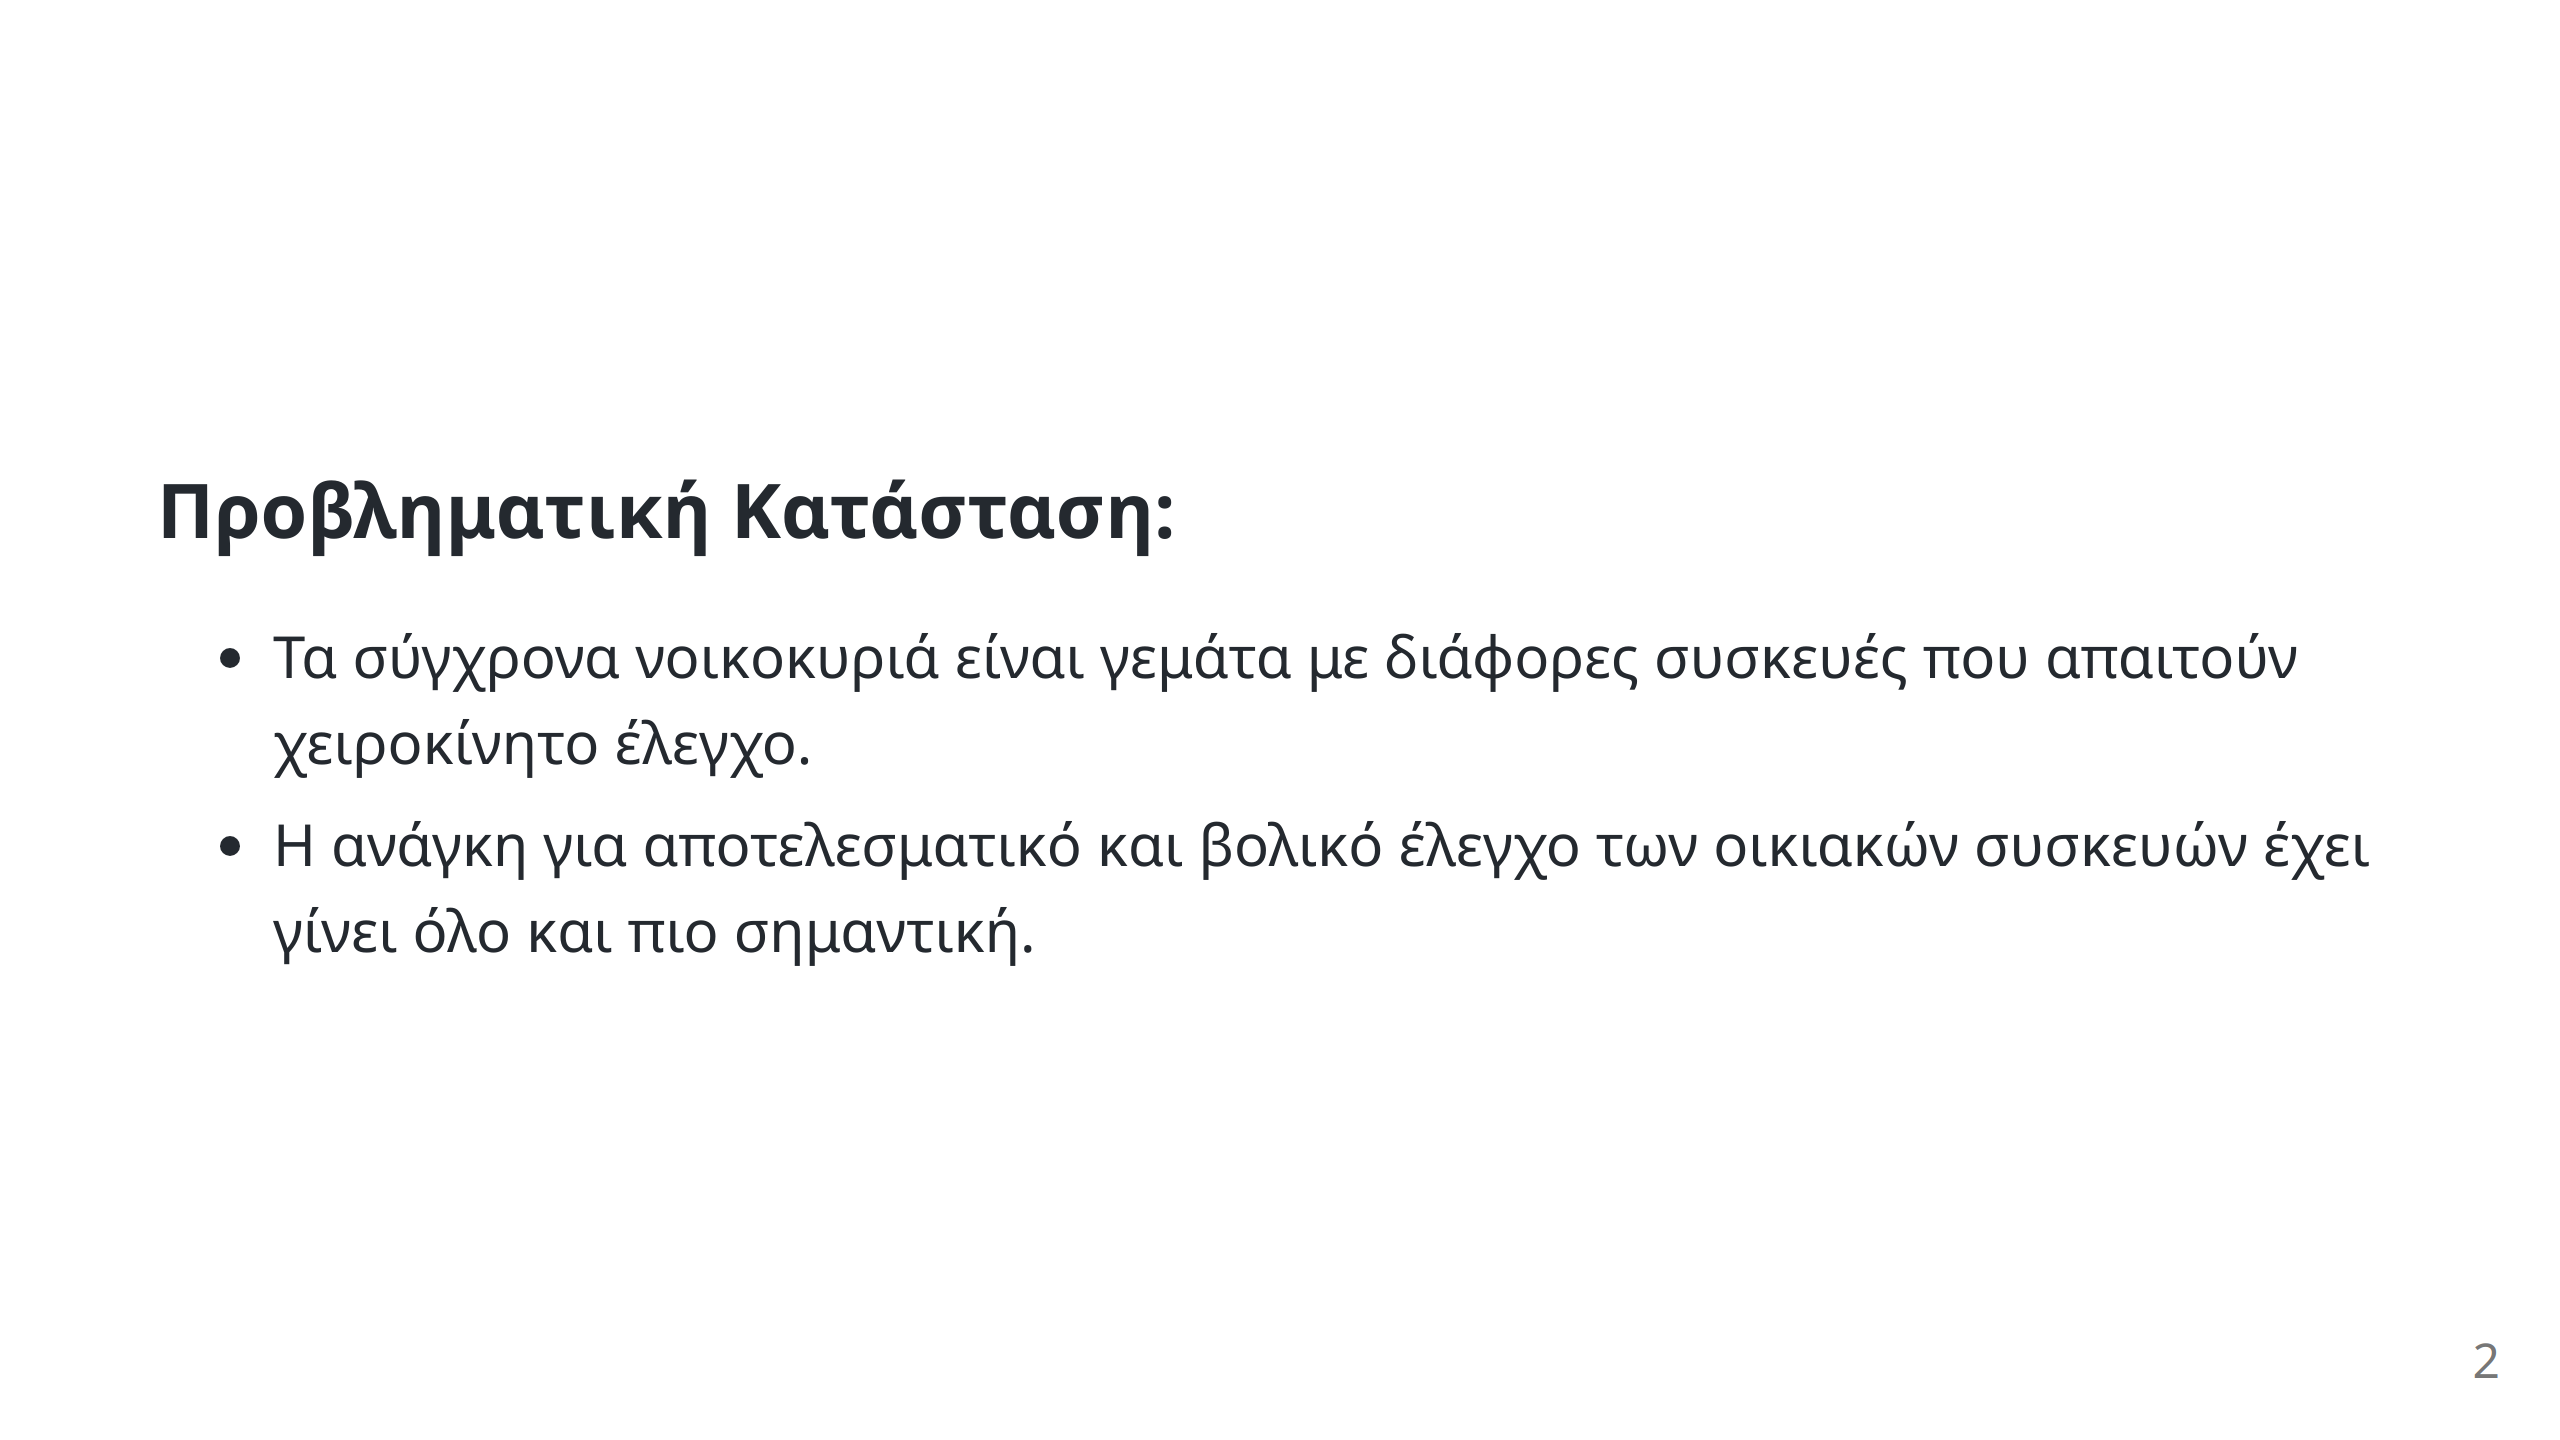 Προβληματική Κατάσταση:
• Τα σύγχρονα νοικοκυριά είναι γεμάτα με διάφορες συσκευές που απαιτούν
χειροκίνητο έλεγχο.
• Η ανάγκη για αποτελεσματικό και βολικό έλεγχο των οικιακών συσκευών έχει
γίνει όλο και πιο σημαντική.
2